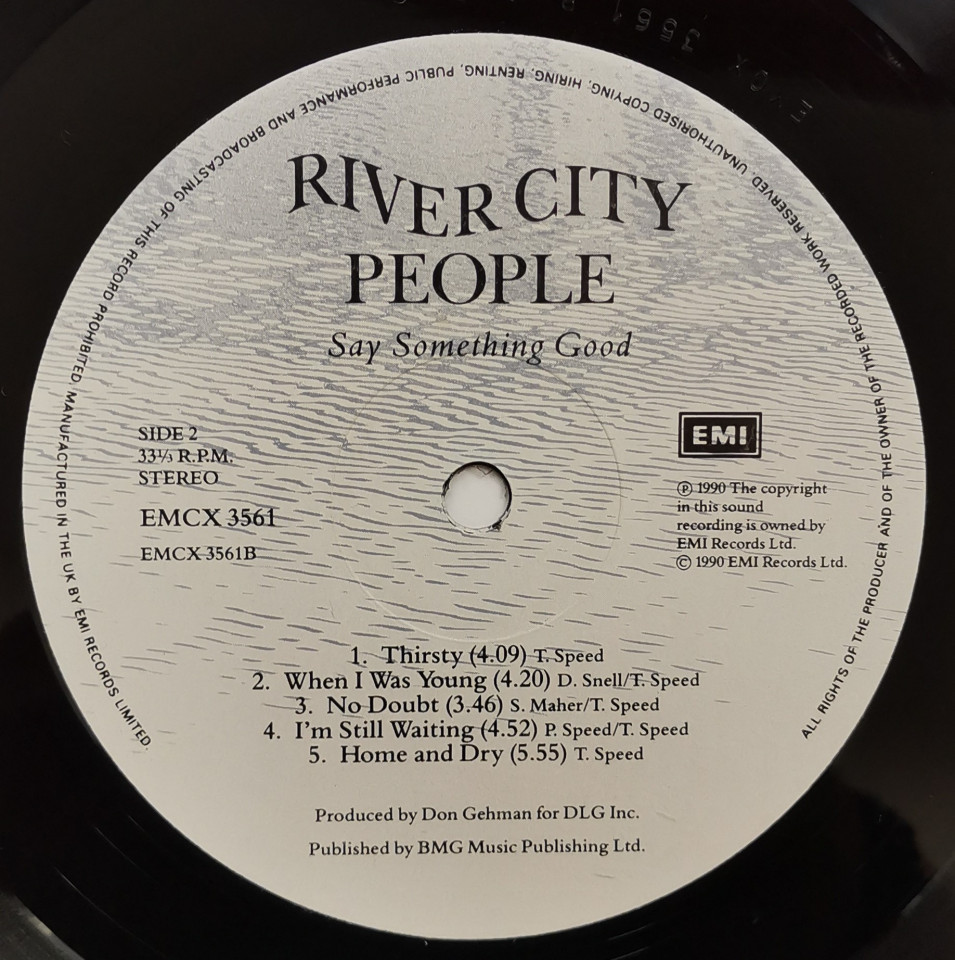 RIVER CITY
PEOPLE
Say Something Good
SIDE 2
33⅓ R.P.M.
STEREO
EMCX 3561
EMCX 3561B
EMI
℗ 1990 The copyright
in this sound
recording is owned by
EMI Records Ltd.
© 1990 EMI Records Ltd.
1. Thirsty (4.09) T. Speed
2. When I Was Young (4.20) D. Snell/T. Speed
3. No Doubt (3.46) S. Maher/T. Speed
4. I'm Still Waiting (4.52) P. Speed/T. Speed
5. Home and Dry (5.55) T. Speed
Produced by Don Gehman for DLG Inc.
Published by BMG Music Publishing Ltd.
ALL RIGHTS OF THE PRODUCER AND OF THE OWNER OF THE RECORDED WORK RESERVED. UNAUTHORISED COPYING, HIRING, RENTING, PUBLIC PERFORMANCE AND BROADCASTING OF THIS RECORD PROHIBITED. MANUFACTURED IN THE UK BY EMI RECORDS LIMITED.
3561